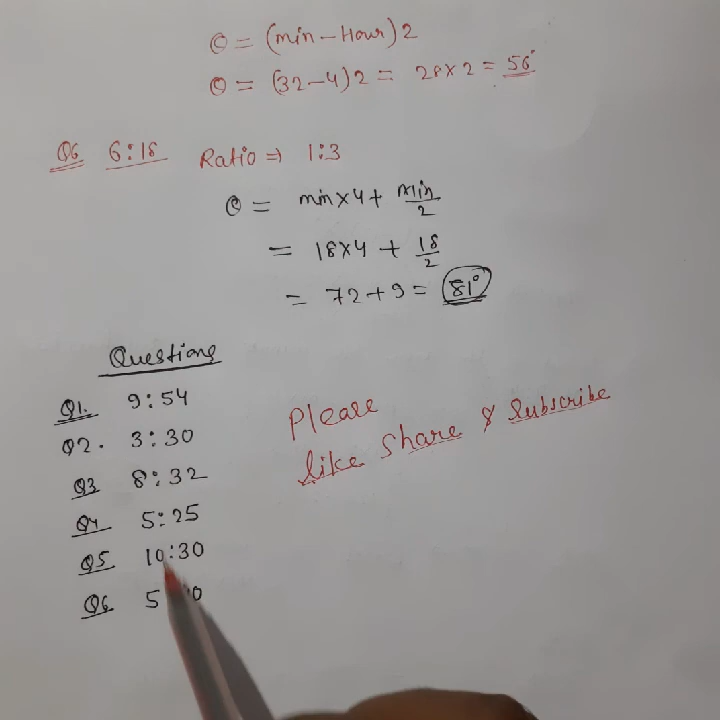 θ = (min - Hour) 2
θ = (32-4) 2 = 28 × 2 = 56°
Q6 6:18 Ratio ⇒ 1:3
θ = min×4 + min/2
= 18×4 + 18/2
= 72+9 = 81°
Questions
Q1. 9:54
Q2. 3:30
Q3 8:32
Q4 5:25
Q5 10:30
Q6 5
Please
like Share & Subscribe